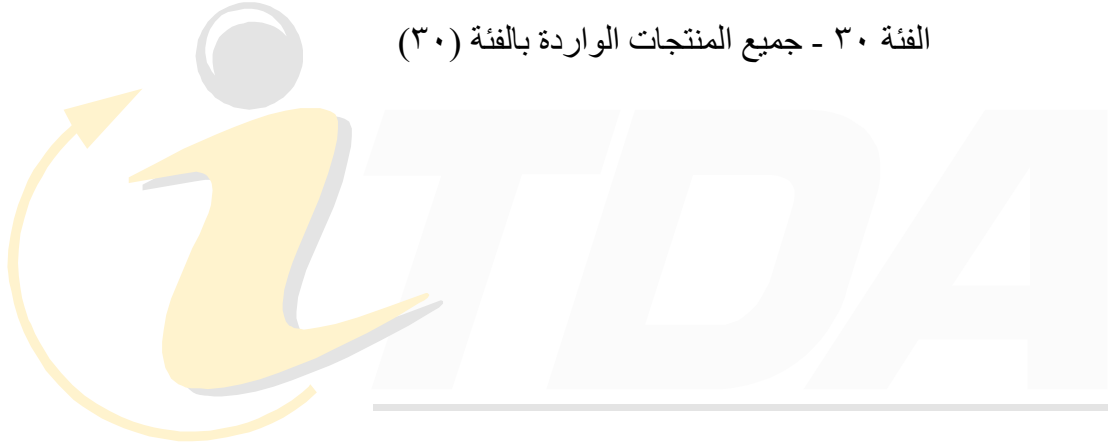 الفئة ٣٠ - جميع المنتجات الواردة بالفئة (٣٠)
iTDA